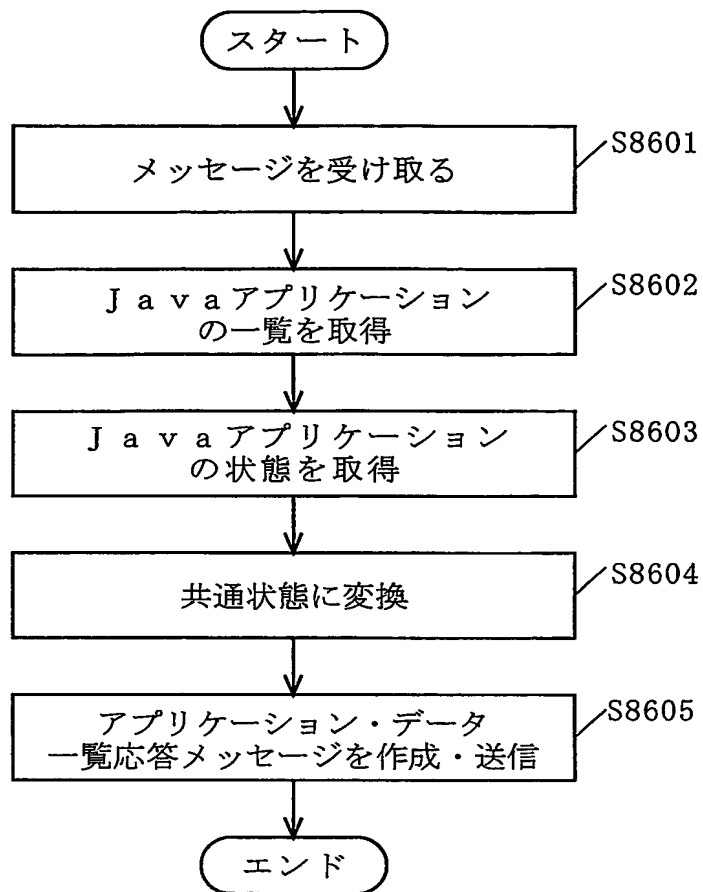 スタート
メッセージを受け取る
S8601
Ｊａｖａアプリケーション
の一覧を取得
S8602
Ｊａｖａアプリケーション
の状態を取得
S8603
共通状態に変換
S8604
アプリケーション・データ
一覧応答メッセージを作成・送信
S8605
エンド